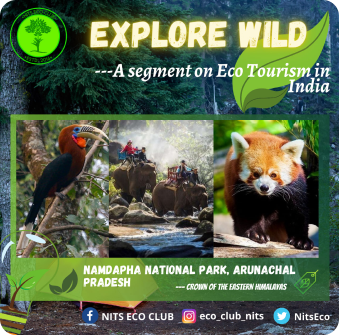 EXPLORE WILD
---A segment on Eco Tourism in
India
NAMDAPHA NATIONAL PARK, ARUNACHAL
PRADESH
--- CROWN OF THE EASTERN HIMALAYAS
NITS ECO CLUB eco_club_nits NitsEco